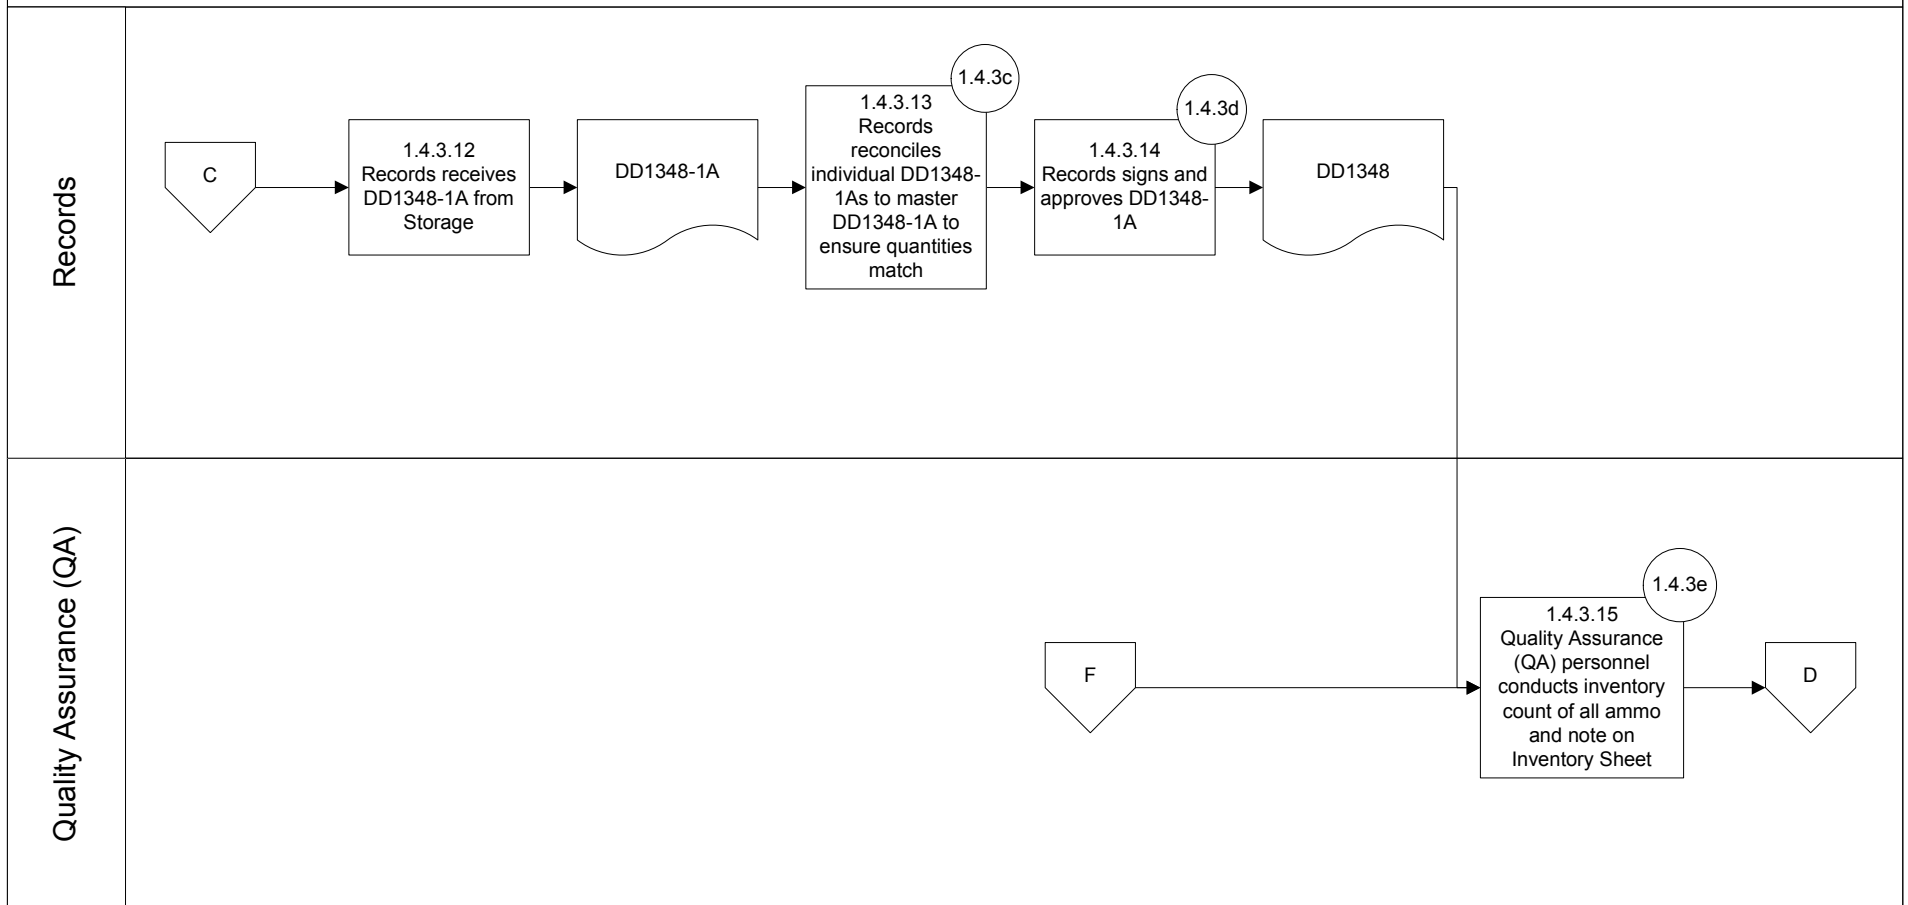 Records
C
1.4.3.12
Records receives
DD1348-1A from
Storage
DD1348-1A
1.4.3c
1.4.3.13
Records
reconciles
individual DD1348-
1As to master
DD1348-1A to
ensure quantities
match
1.4.3d
1.4.3.14
Records signs and
approves DD1348-
1A
DD1348
Quality Assurance (QA)
F
1.4.3e
1.4.3.15
Quality Assurance
(QA) personnel
conducts inventory
count of all ammo
and note on
Inventory Sheet
D